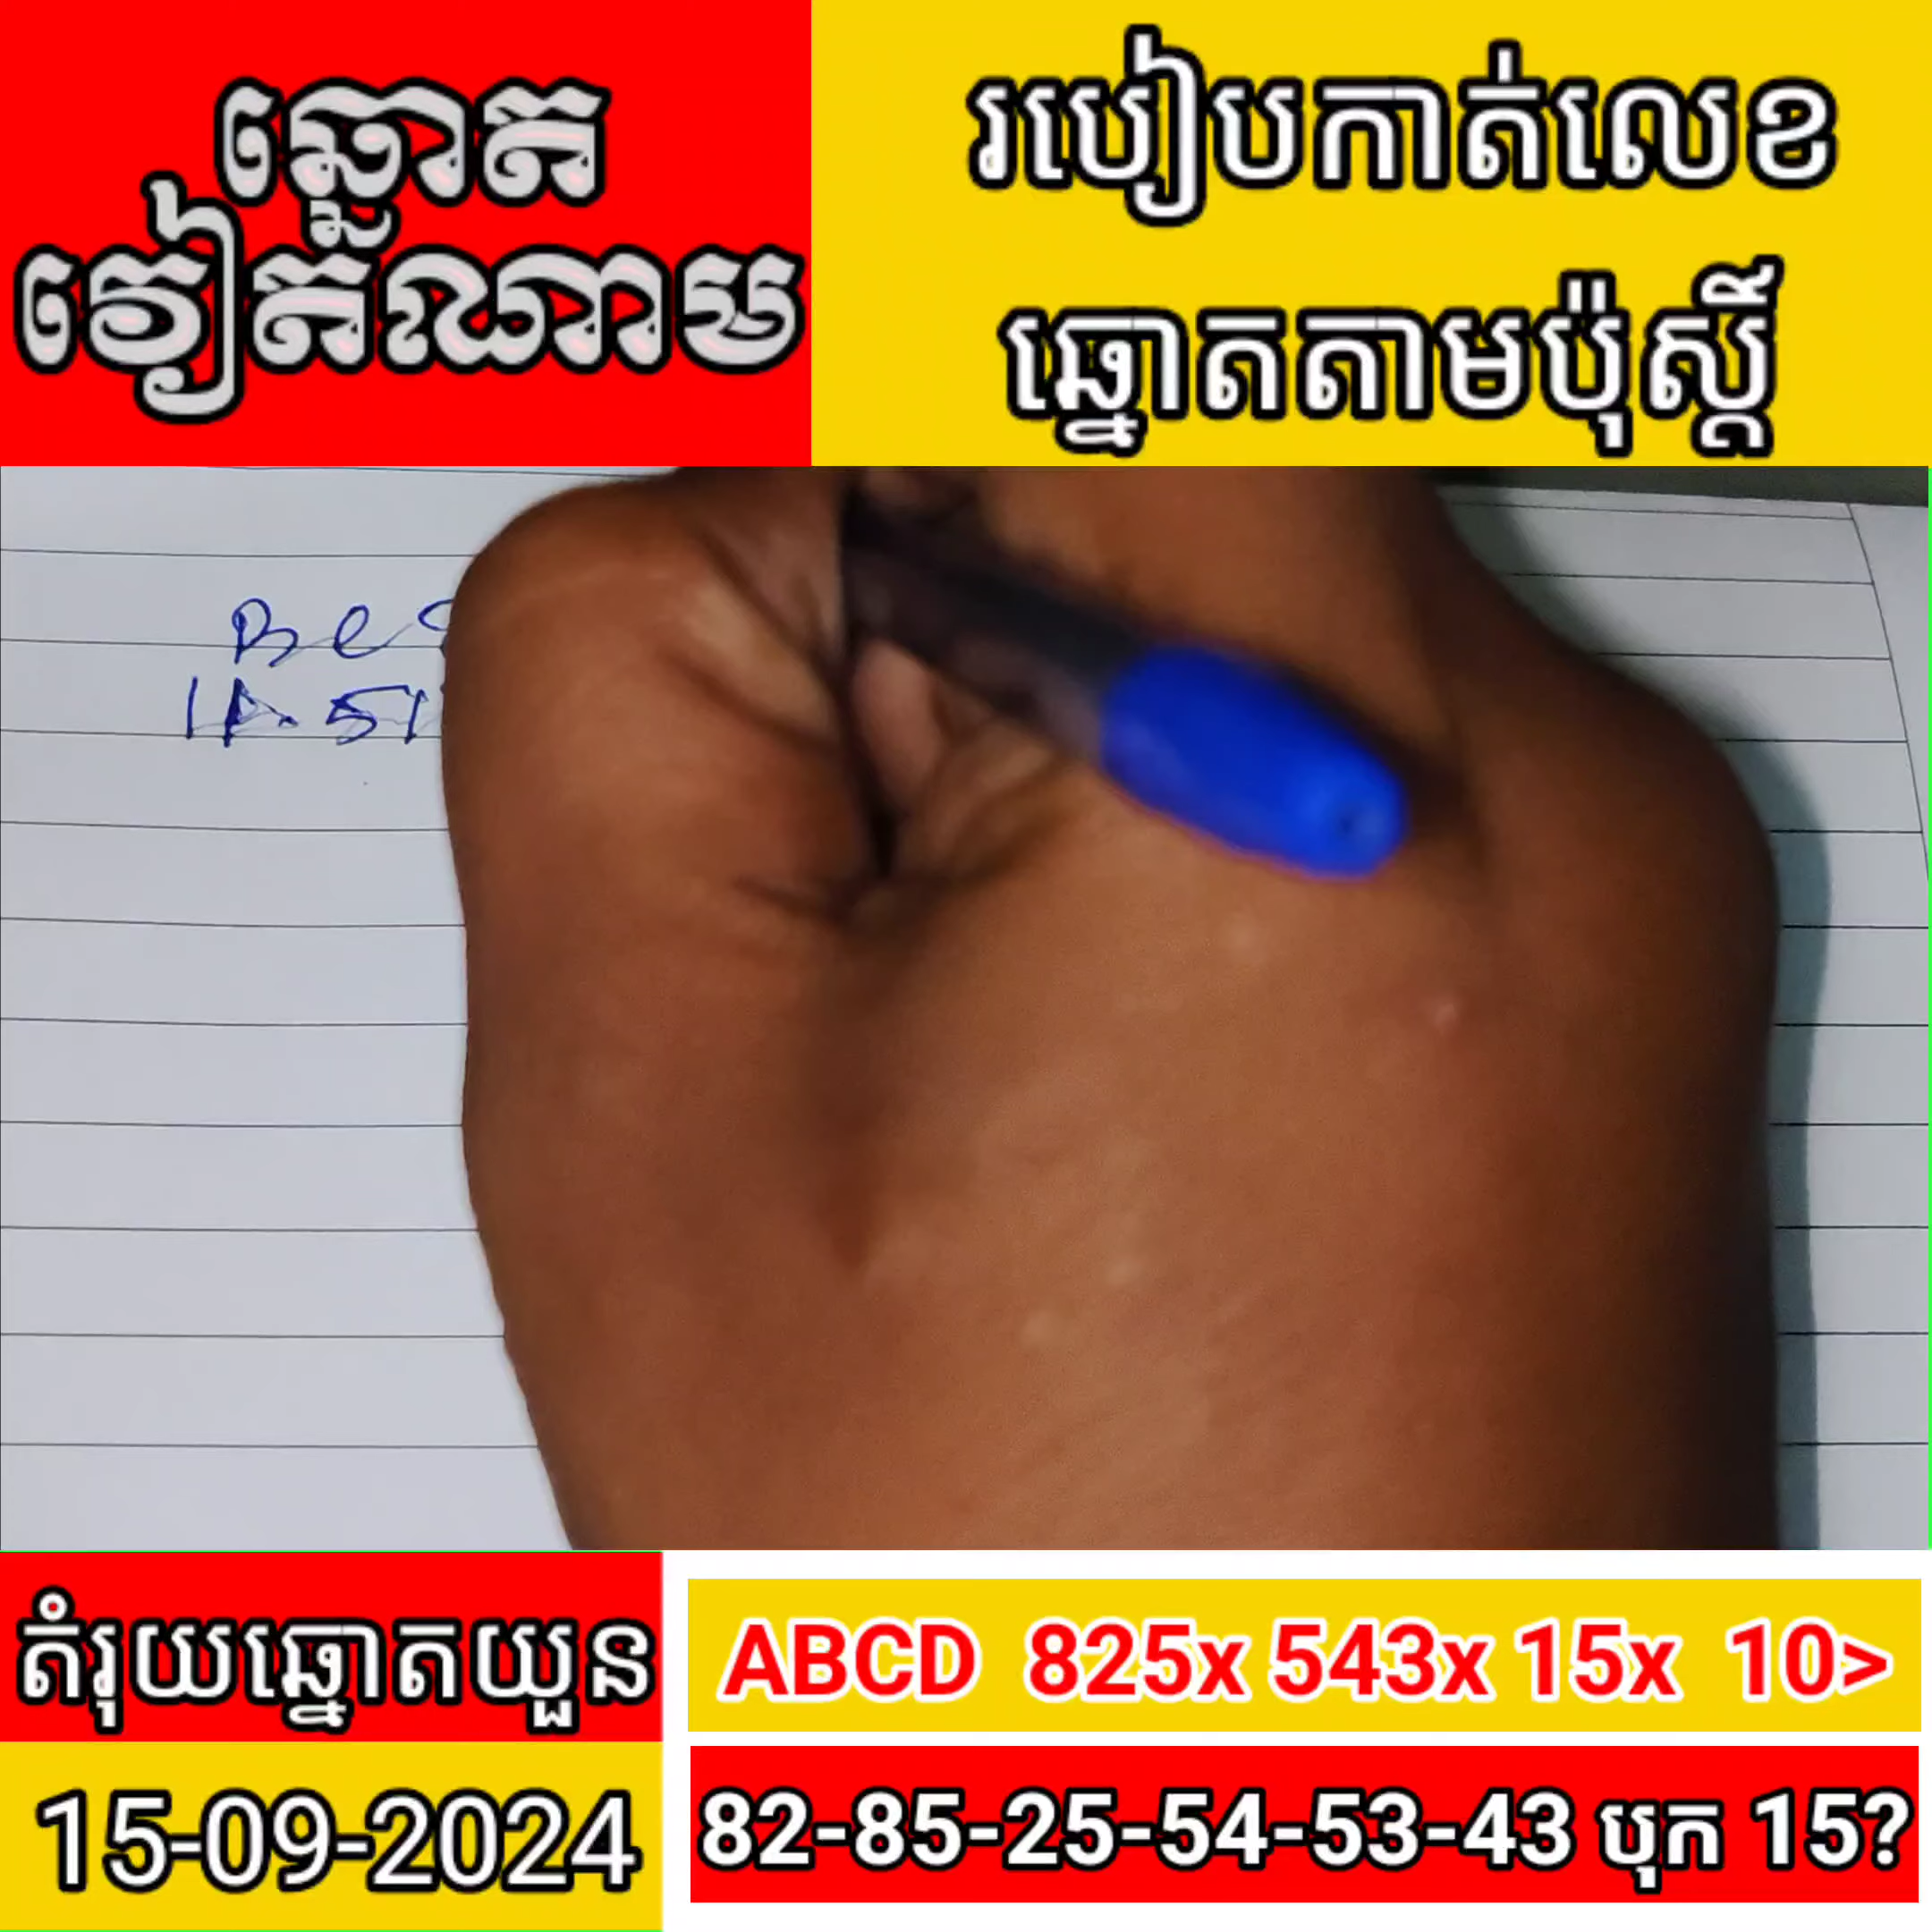 ឆ្នោត
វៀតណាម
របៀបកាត់លេខ
ឆ្នោតតាមប៉ុស្តិ៍
តំរុយឆ្នោតយួន
ABCD 825x 543x 15x 10>
15-09-2024
82-85-25-54-53-43 បុក 15?